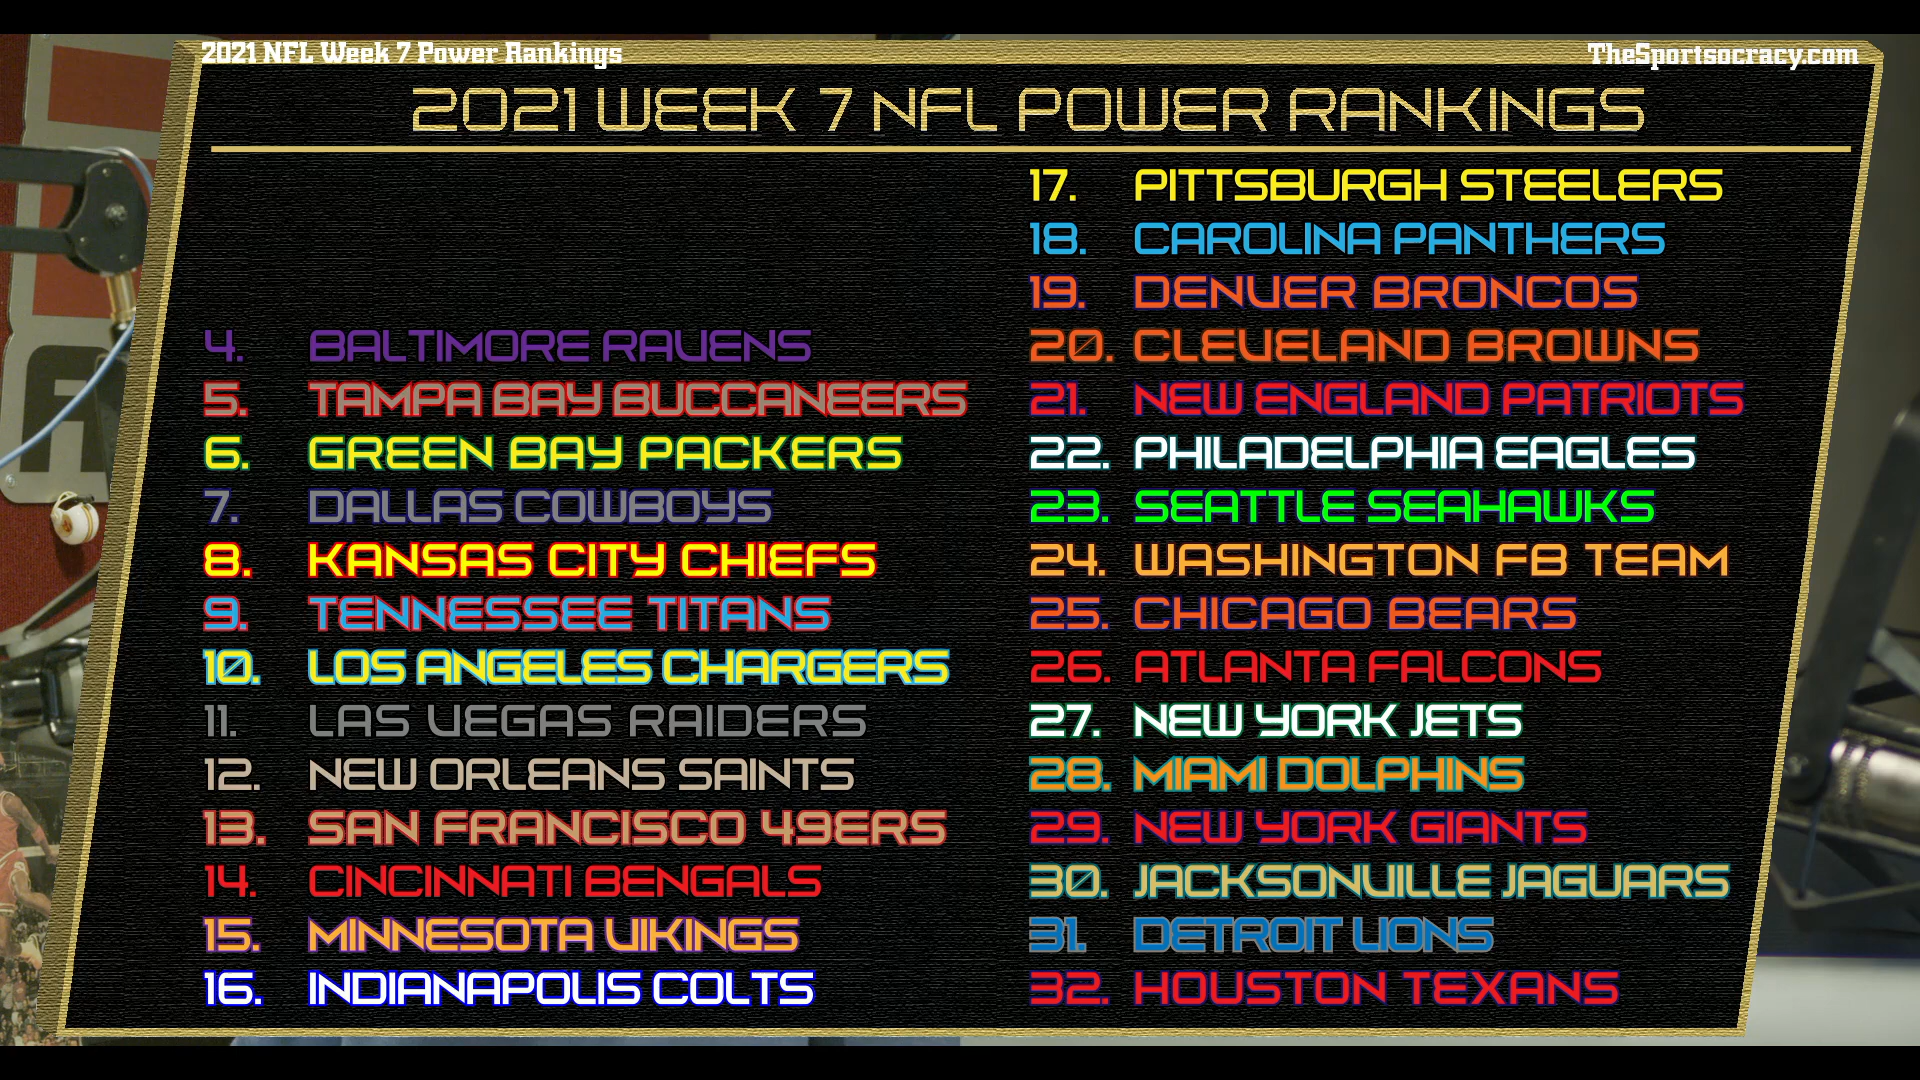 2021 NFL Week 7 Power Rankings
TheSportsocracy.com
2021 WEEK 7 NFL POWER RANKINGS
4. BALTIMORE RAVENS
5. TAMPA BAY BUCCANEERS
6. GREEN BAY PACKERS
7. DALLAS COWBOYS
8. KANSAS CITY CHIEFS
9. TENNESSEE TITANS
10. LOS ANGELES CHARGERS
11. LAS VEGAS RAIDERS
12. NEW ORLEANS SAINTS
13. SAN FRANCISCO 49ERS
14. CINCINNATI BENGALS
15. MINNESOTA VIKINGS
16. INDIANAPOLIS COLTS
17. PITTSBURGH STEELERS
18. CAROLINA PANTHERS
19. DENVER BRONCOS
20. CLEVELAND BROWNS
21. NEW ENGLAND PATRIOTS
22. PHILADELPHIA EAGLES
23. SEATTLE SEAHAWKS
24. WASHINGTON FB TEAM
25. CHICAGO BEARS
26. ATLANTA FALCONS
27. NEW YORK JETS
28. MIAMI DOLPHINS
29. NEW YORK GIANTS
30. JACKSONVILLE JAGUARS
31. DETROIT LIONS
32. HOUSTON TEXANS